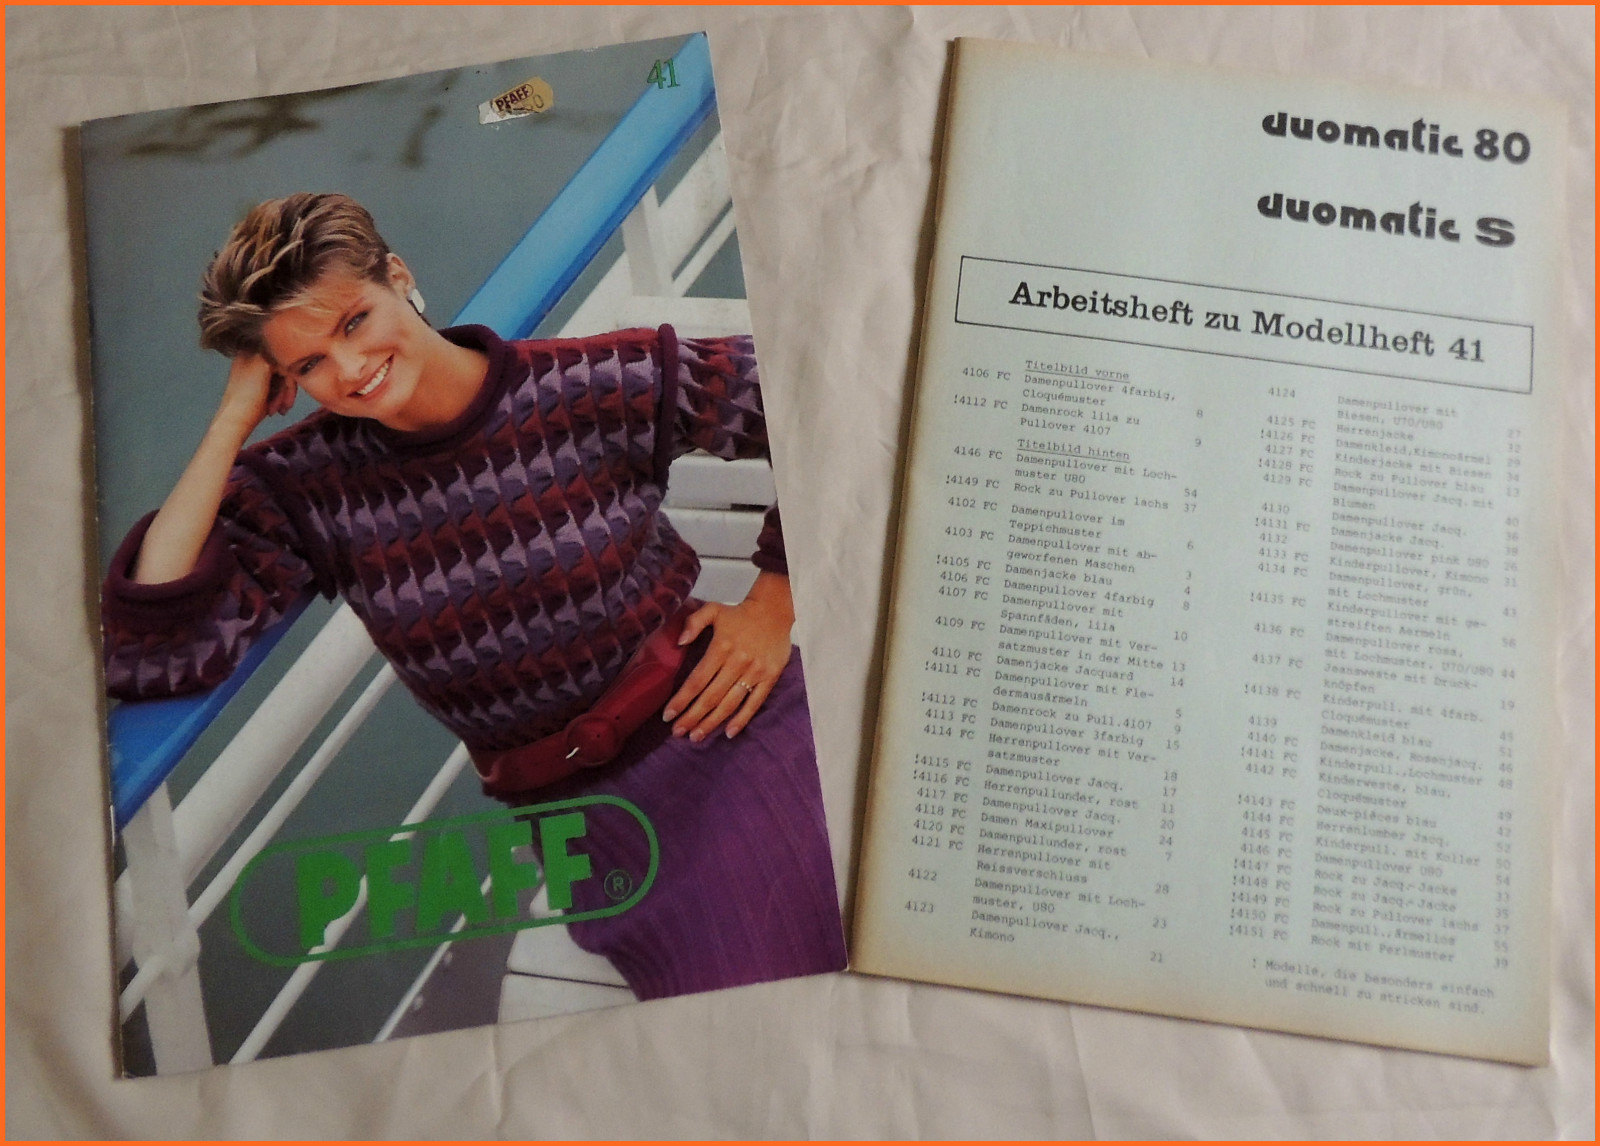 41
PFAFF
PFAFF®
duomatic 80
duomatic S
Arbeitsheft zu Modellheft 41
Titelbild vorne
4106 FC Damenpullover 4farbig,
Cloquémuster 8
!4112 FC Damenrock lila zu
Pullover 4107 9
Titelbild hinten
4146 FC Damenpullover mit Loch-
muster U80 54
!4149 FC Rock zu Pullover lachs 37
4102 FC Damenpullover im
Teppichmuster 6
4103 FC Damenpullover mit ab-
geworfenen Maschen 3
!4105 FC Damenjacke blau 4
4106 FC Damenpullover 4farbig 8
4107 FC Damenpullover mit
Spannfäden, lila 10
4109 FC Damenpullover mit Ver-
satzmuster in der Mitte 13
4110 FC Damenjacke Jacquard 14
!4111 FC Damenpullover mit Fle-
dermausärmeln 5
!4112 FC Damenrock zu Pull.4107 9
4113 FC Damenpullover 3farbig 15
4114 FC Herrenpullover mit Ver-
satzmuster 18
!4115 FC Damenpullover Jacq. 17
!4116 FC Herrenpullunder, rost 11
4117 FC Damenpullover Jacq. 20
4118 FC Damen Maxipullover 24
4120 FC Damenpullunder, rost 7
4121 FC Herrenpullover mit
Reissverschluss 28
4122 Damenpullover mit Loch-
muster, U80 23
4123 Damenpullover Jacq.,
Kimono 21
4124 Damenpullover mit
Biesen, U70/U80 27
4125 FC Herrenjacke 32
!4126 FC Damenkleid,Kimonoärmel 29
4127 FC Kinderjacke mit Biesen 34
!4128 FC Rock zu Pullover blau 13
4129 FC Damenpullover Jacq. mit
Blumen 40
4130 Damenpullover Jacq. 36
!4131 FC Damenjacke Jacq. 38
4132 Damenpullover pink U80 26
4133 FC Kinderpullover, Kimono 31
4134 FC Damenpullover, grün,
mit Lochmuster 43
!4135 FC Kinderpullover mit ge-
streiften Aermeln 56
4136 FC Damenpullover rosa,
mit Lochmuster, U70/U80 44
4137 FC Jeansweste mit Druck-
knöpfen 19
!4138 FC Kinderpull. mit 4farb.
Cloquémuster 45
4139 Damenkleid blau 51
4140 FC Damenjacke, Rosenjacq. 46
!4141 FC Kinderpull.,Lochmuster 48
4142 FC Kinderweste, blau,
Cloquémuster 49
!4143 FC Deux-pièces blau 42
4144 FC Herrenlumber Jacq. 52
4145 FC Kinderpull. mit Koller 50
4146 FC Damenpullover U80 54
!4147 FC Rock zu Jacq.-Jacke 33
!4148 FC Rock zu Jacq.-Jacke 35
!4149 FC Rock zu Pullover lachs 37
!4150 FC Damenpull.,Ärmellos 55
!4151 FC Rock mit Perlmuster 39
! Modelle, die besonders einfach
und schnell zu stricken sind.